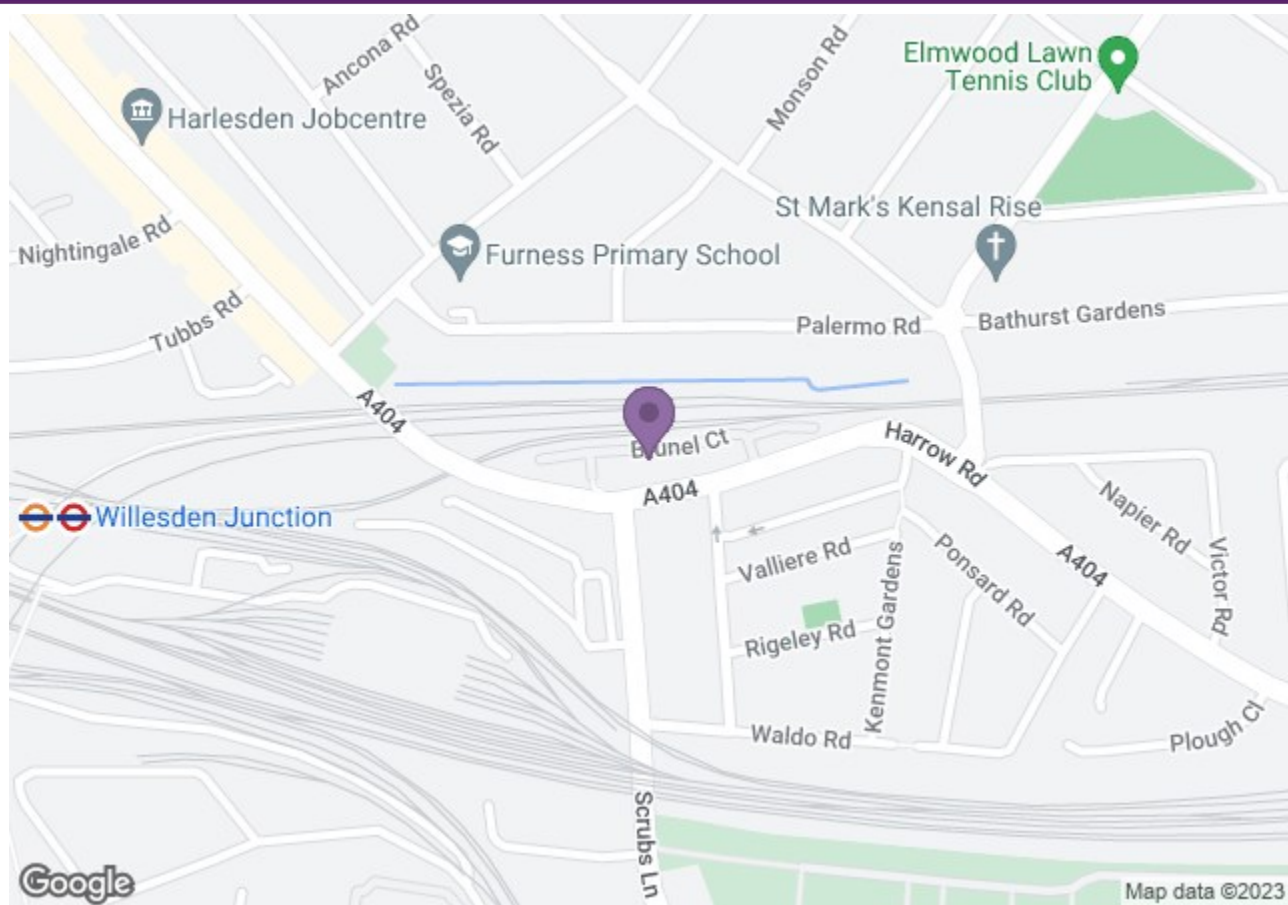 Ancona Rd
Spezia Rd
Monson Rd
Elmwood Lawn
Tennis Club
Harlesden Jobcentre
St Mark's Kensal Rise
Nightingale Rd
Furness Primary School
Tubbs Rd
Palermo Rd
Bathurst Gardens
A404
Brunel Ct
Harrow Rd
A404
Willesden Junction
Napier Rd
Victor Rd
Valliere Rd
Ponsard Rd
A404
Rigeley Rd
Kenmont Gardens
Waldo Rd
Plough Cl
Scrubs Ln
Google
Map data ©2023